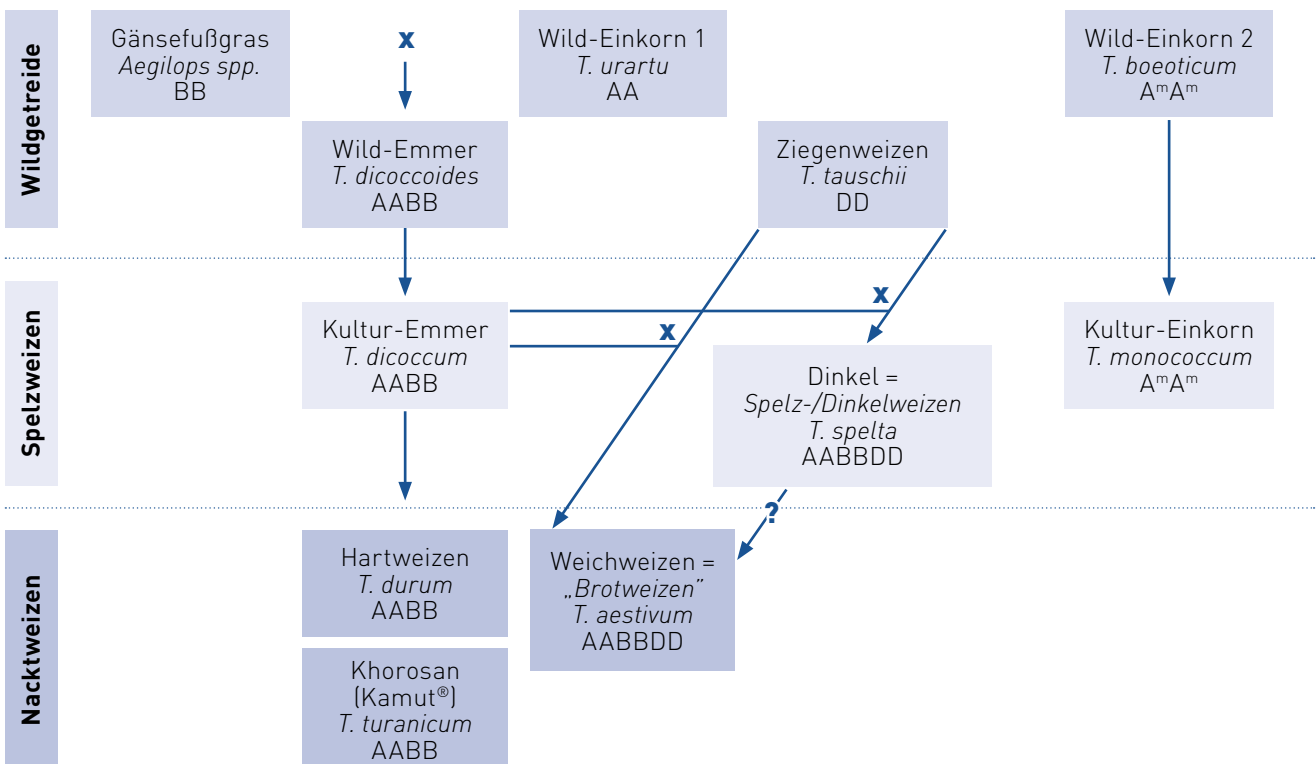 Wildgetreide
Gänsefußgras
Aegilops spp.
BB
x
Wild-Einkorn 1
T. urartu
AA
Wild-Einkorn 2
T. boeoticum
AᵐAᵐ
Wild-Emmer
T. dicoccoides
AABB
Ziegenweizen
T. tauschii
DD
Spelzweizen
Kultur-Emmer
T. dicoccum
AABB
x
x
Dinkel =
Spelz-/Dinkelweizen
T. spelta
AABBDD
Kultur-Einkorn
T. monococcum
AᵐAᵐ
?
Nacktweizen
Hartweizen
T. durum
AABB
Weichweizen =
„Brotweizen”
T. aestivum
AABBDD
Khorosan
(Kamut®)
T. turanicum
AABB